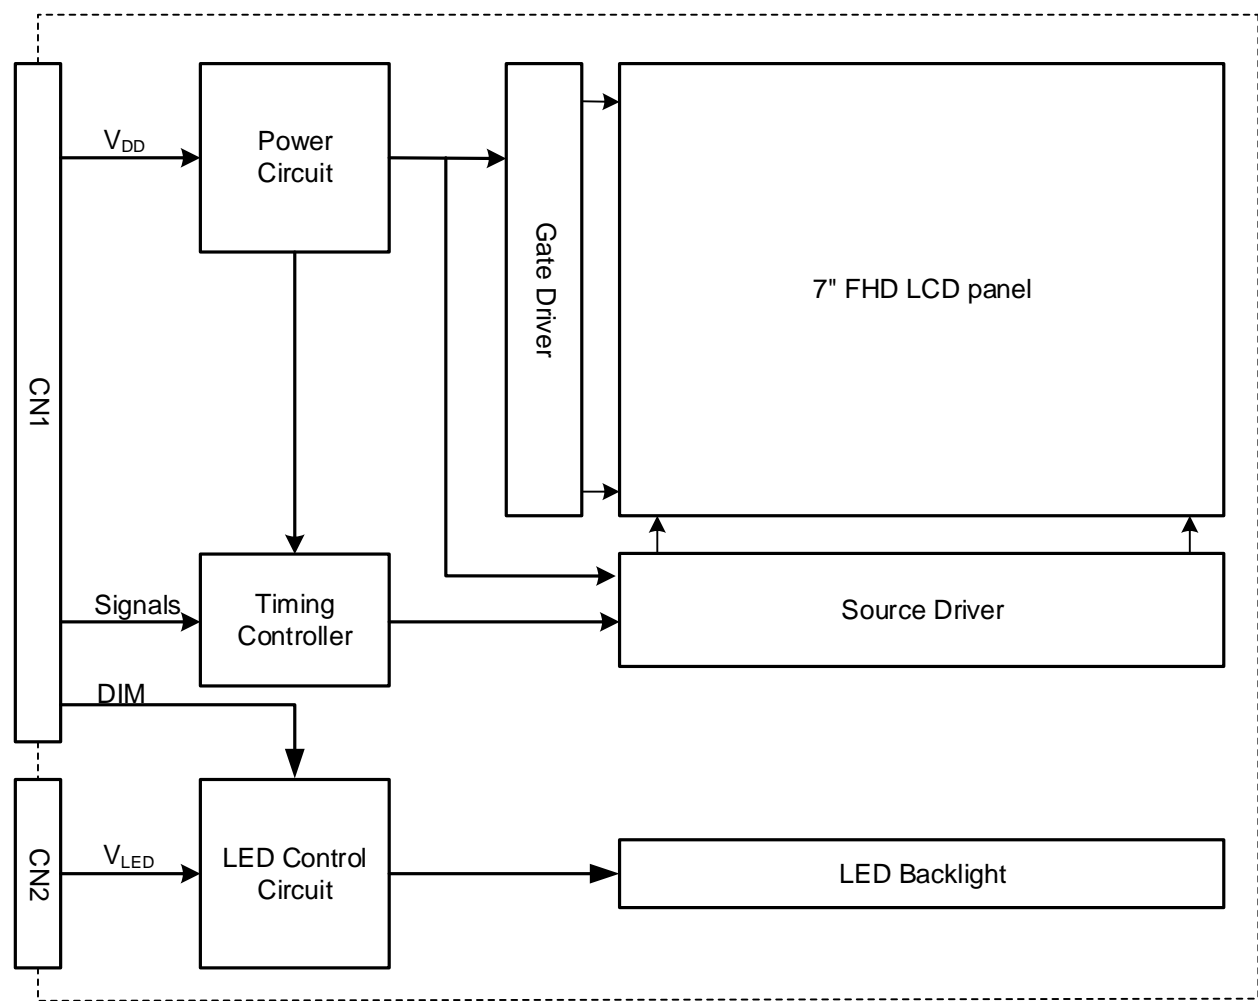 V_DD
Power
Circuit
Gate Driver
7" FHD LCD panel
CN1
Signals
Timing
Controller
Source Driver
DIM
CN2
V_LED
LED Control
Circuit
LED Backlight